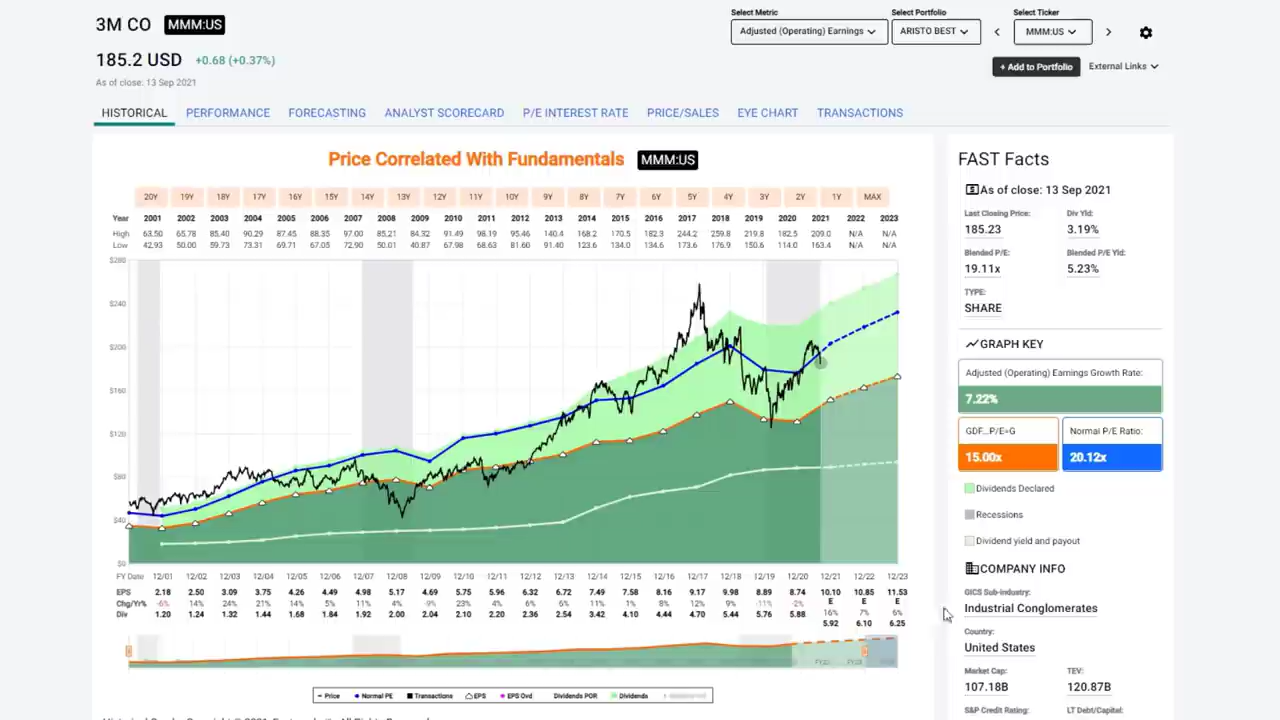 3M CO MMM:US
185.2 USD +0.68 (+0.37%)
As of close: 13 Sep 2021
Select Metric
Adjusted (Operating) Earnings
Select Portfolio
ARISTO BEST
Select Ticker
MMM:US
+ Add to Portfolio
External Links
HISTORICAL PERFORMANCE FORECASTING ANALYST SCORECARD P/E INTEREST RATE PRICE/SALES EYE CHART TRANSACTIONS
Price Correlated With Fundamentals MMM:US
20Y 19Y 18Y 17Y 16Y 15Y 14Y 13Y 12Y 11Y 10Y 9Y 8Y 7Y 6Y 5Y 4Y 3Y 2Y 1Y MAX
Year 2001 2002 2003 2004 2005 2006 2007 2008 2009 2010 2011 2012 2013 2014 2015 2016 2017 2018 2019 2020 2021 2022 2023
High 63.50 65.78 85.40 90.29 87.45 88.35 97.00 85.21 84.32 91.49 98.19 95.46 140.4 168.2 170.5 182.3 244.2 259.8 219.8 182.5 209.0 N/A N/A
Low 42.93 50.00 59.73 73.31 69.71 67.05 72.90 50.01 40.87 67.98 68.63 81.60 91.40 123.6 134.0 134.6 173.6 176.9 150.6 114.0 163.4 N/A N/A
$280
$240
$200
$160
$120
$80
$40
$0
FY Date 12/01 12/02 12/03 12/04 12/05 12/06 12/07 12/08 12/09 12/10 12/11 12/12 12/13 12/14 12/15 12/16 12/17 12/18 12/19 12/20 12/21 12/22 12/23
EPS 2.18 2.50 3.09 3.75 4.26 4.49 4.98 5.17 4.69 5.75 5.96 6.32 6.72 7.49 7.58 8.16 9.17 9.98 8.89 8.74 10.10 10.85 11.53
E E E
Chg/Yr% -6% 14% 24% 21% 14% 5% 11% 4% -9% 23% 4% 6% 6% 11% 1% 8% 12% 9% -11% -2% 16% 7% 6%
Div 1.20 1.24 1.32 1.44 1.68 1.84 1.92 2.00 2.04 2.10 2.20 2.36 2.54 3.42 4.10 4.44 4.70 5.44 5.76 5.88 5.92 6.10 6.25
Price Normal PE Transactions EPS EPS Ovd Dividends POR Dividends
FAST Facts
As of close: 13 Sep 2021
Last Closing Price:
185.23
Div Yld:
3.19%
Blended P/E:
19.11x
Blended P/E Yld:
5.23%
TYPE:
SHARE
GRAPH KEY
Adjusted (Operating) Earnings Growth Rate:
7.22%
GDF...P/E=G
15.00x
Normal P/E Ratio:
20.12x
Dividends Declared
Recessions
Dividend yield and payout
COMPANY INFO
GICS Sub-industry:
Industrial Conglomerates
Country:
United States
Market Cap:
107.18B
TEV:
120.87B
S&P Credit Rating:
LT Debt/Capital: